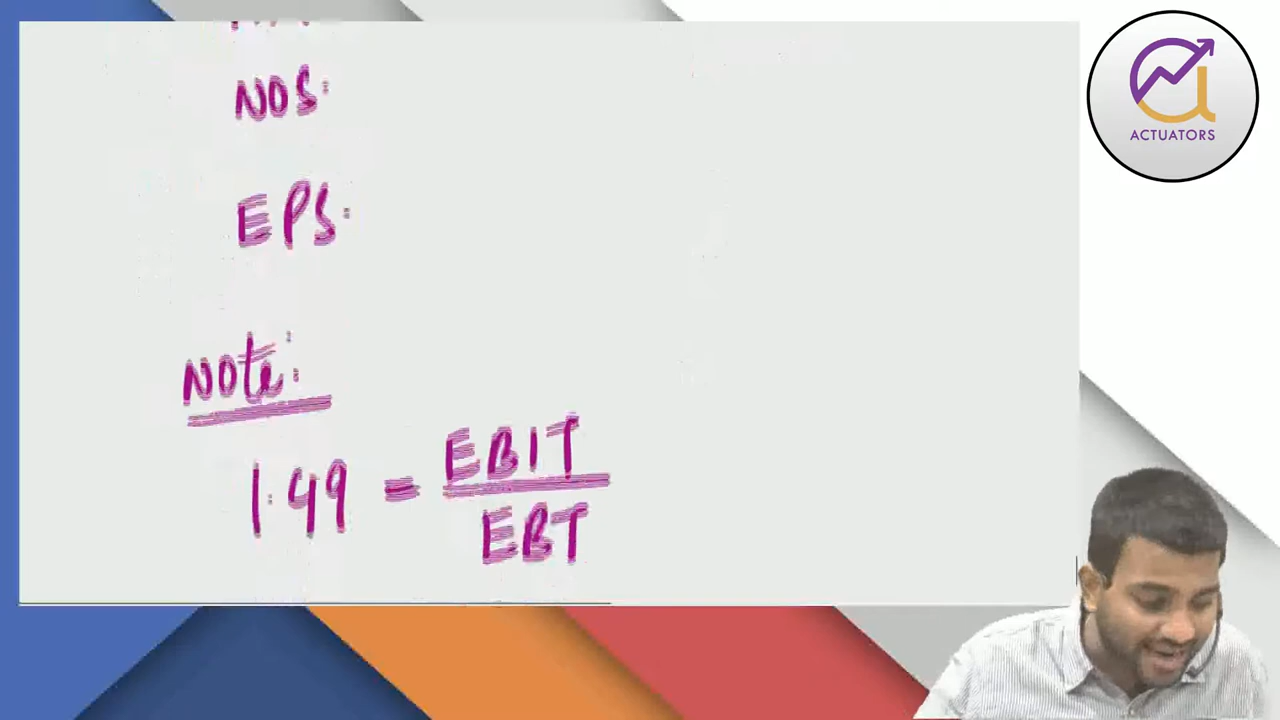 NOS:
EPS:
Note:
1.49 = EBIT
EBT
ACTUATORS